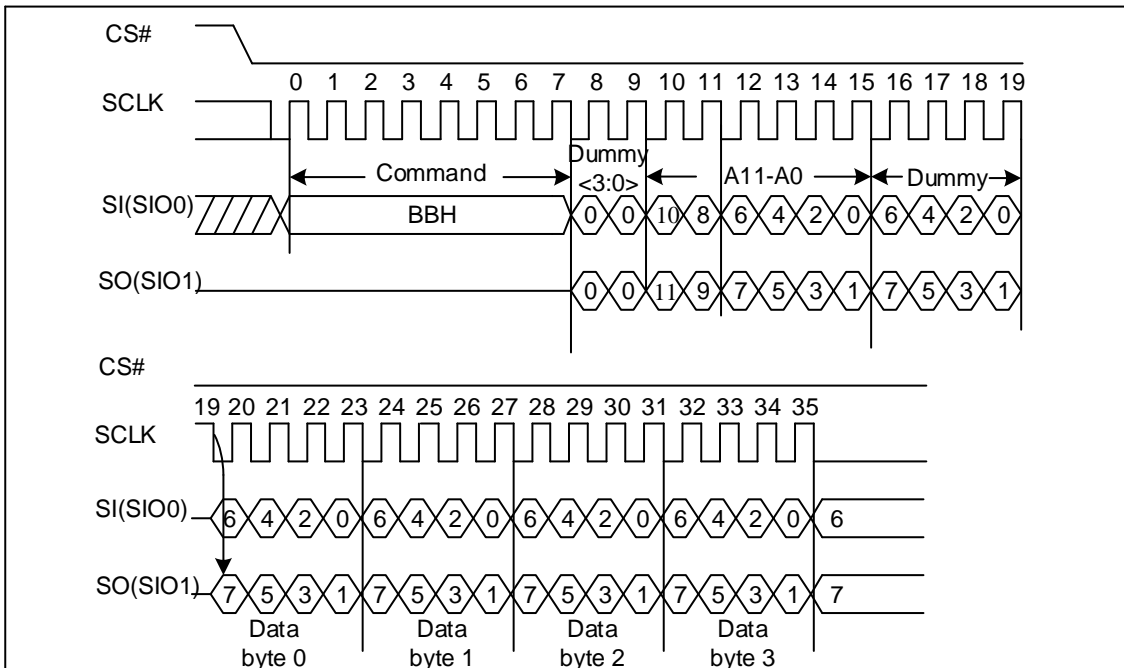 CS#
0 1 2 3 4 5 6 7 8 9 10 11 12 13 14 15 16 17 18 19
SCLK
Dummy
Command <3:0> A11-A0 Dummy
SI(SIO0) BBH 0 0 10 8 6 4 2 0 6 4 2 0
SO(SIO1) 0 0 11 9 7 5 3 1 7 5 3 1
CS#
19 20 21 22 23 24 25 26 27 28 29 30 31 32 33 34 35
SCLK
SI(SIO0) 6 4 2 0 6 4 2 0 6 4 2 0 6 4 2 0 6
SO(SIO1) 7 5 3 1 7 5 3 1 7 5 3 1 7 5 3 1 7
Data Data Data Data
byte 0 byte 1 byte 2 byte 3